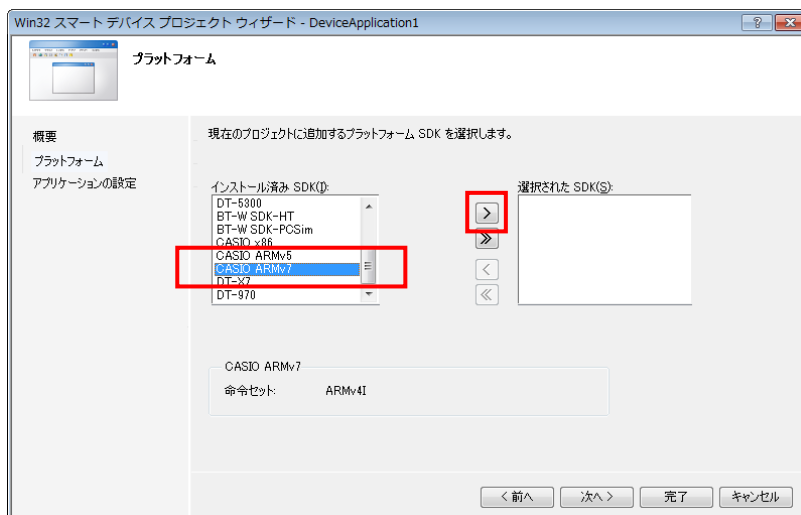 Win32 スマート デバイス プロジェクト ウィザード - DeviceApplication1
プラットフォーム
概要
プラットフォーム
アプリケーションの設定
現在のプロジェクトに追加するプラットフォーム SDK を選択します。
インストール済み SDK(I):
DT-5300
BT-W SDK-HT
BT-W SDK-PCSim
CASIO x86
CASIO ARMv5
CASIO ARMv7
DT-X7
DT-970
>
≫
<
≪
選択された SDK(S):
CASIO ARMv7
命令セット: ARMv4I
< 前へ
次へ >
完了
キャンセル